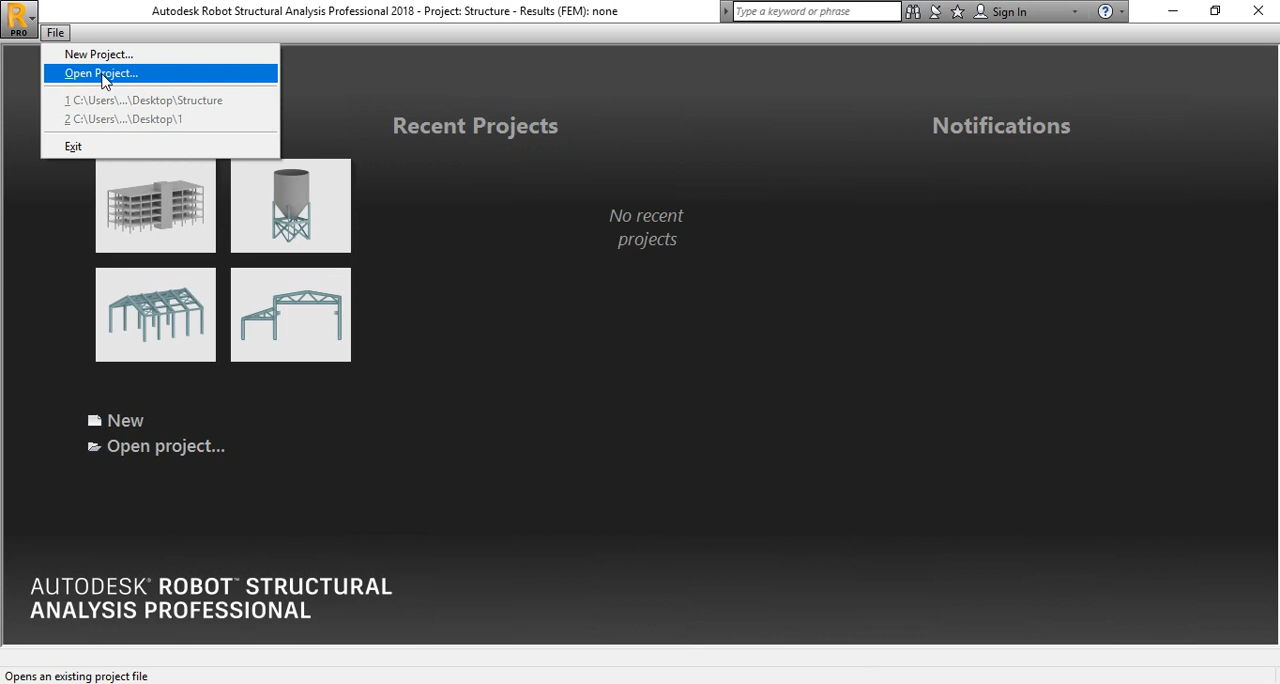 PRO
Autodesk Robot Structural Analysis Professional 2018 - Project: Structure - Results (FEM): none
Type a keyword or phrase
Sign In
?
File
New Project...
Open Project...
1 C:\Users\...\Desktop\Structure
2 C:\Users\...\Desktop\1
Exit
Recent Projects
Notifications
No recent
projects
New
Open project...
AUTODESK® ROBOT™ STRUCTURAL
ANALYSIS PROFESSIONAL
Opens an existing project file